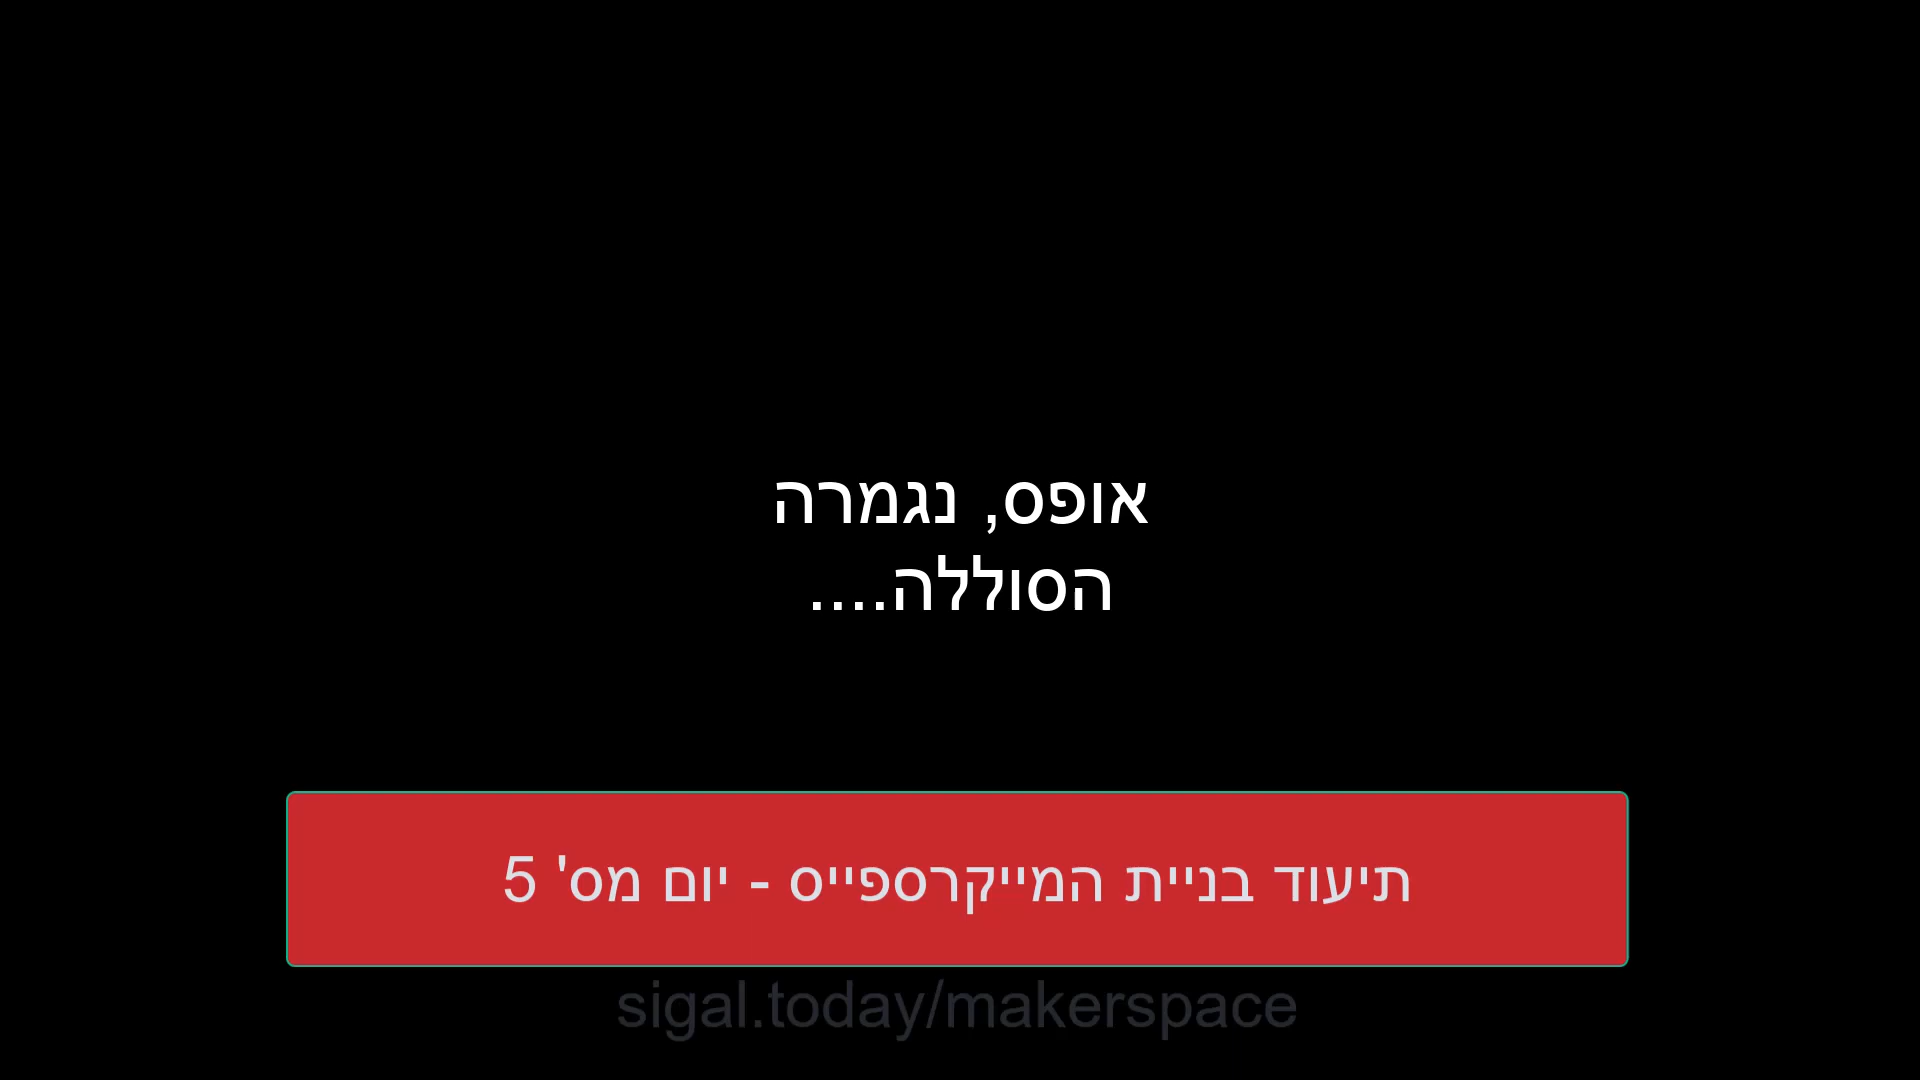 אופס, נגמרה
הסוללה....
תיעוד בניית המייקרספייס - יום מס' 5
sigal.today/makerspace